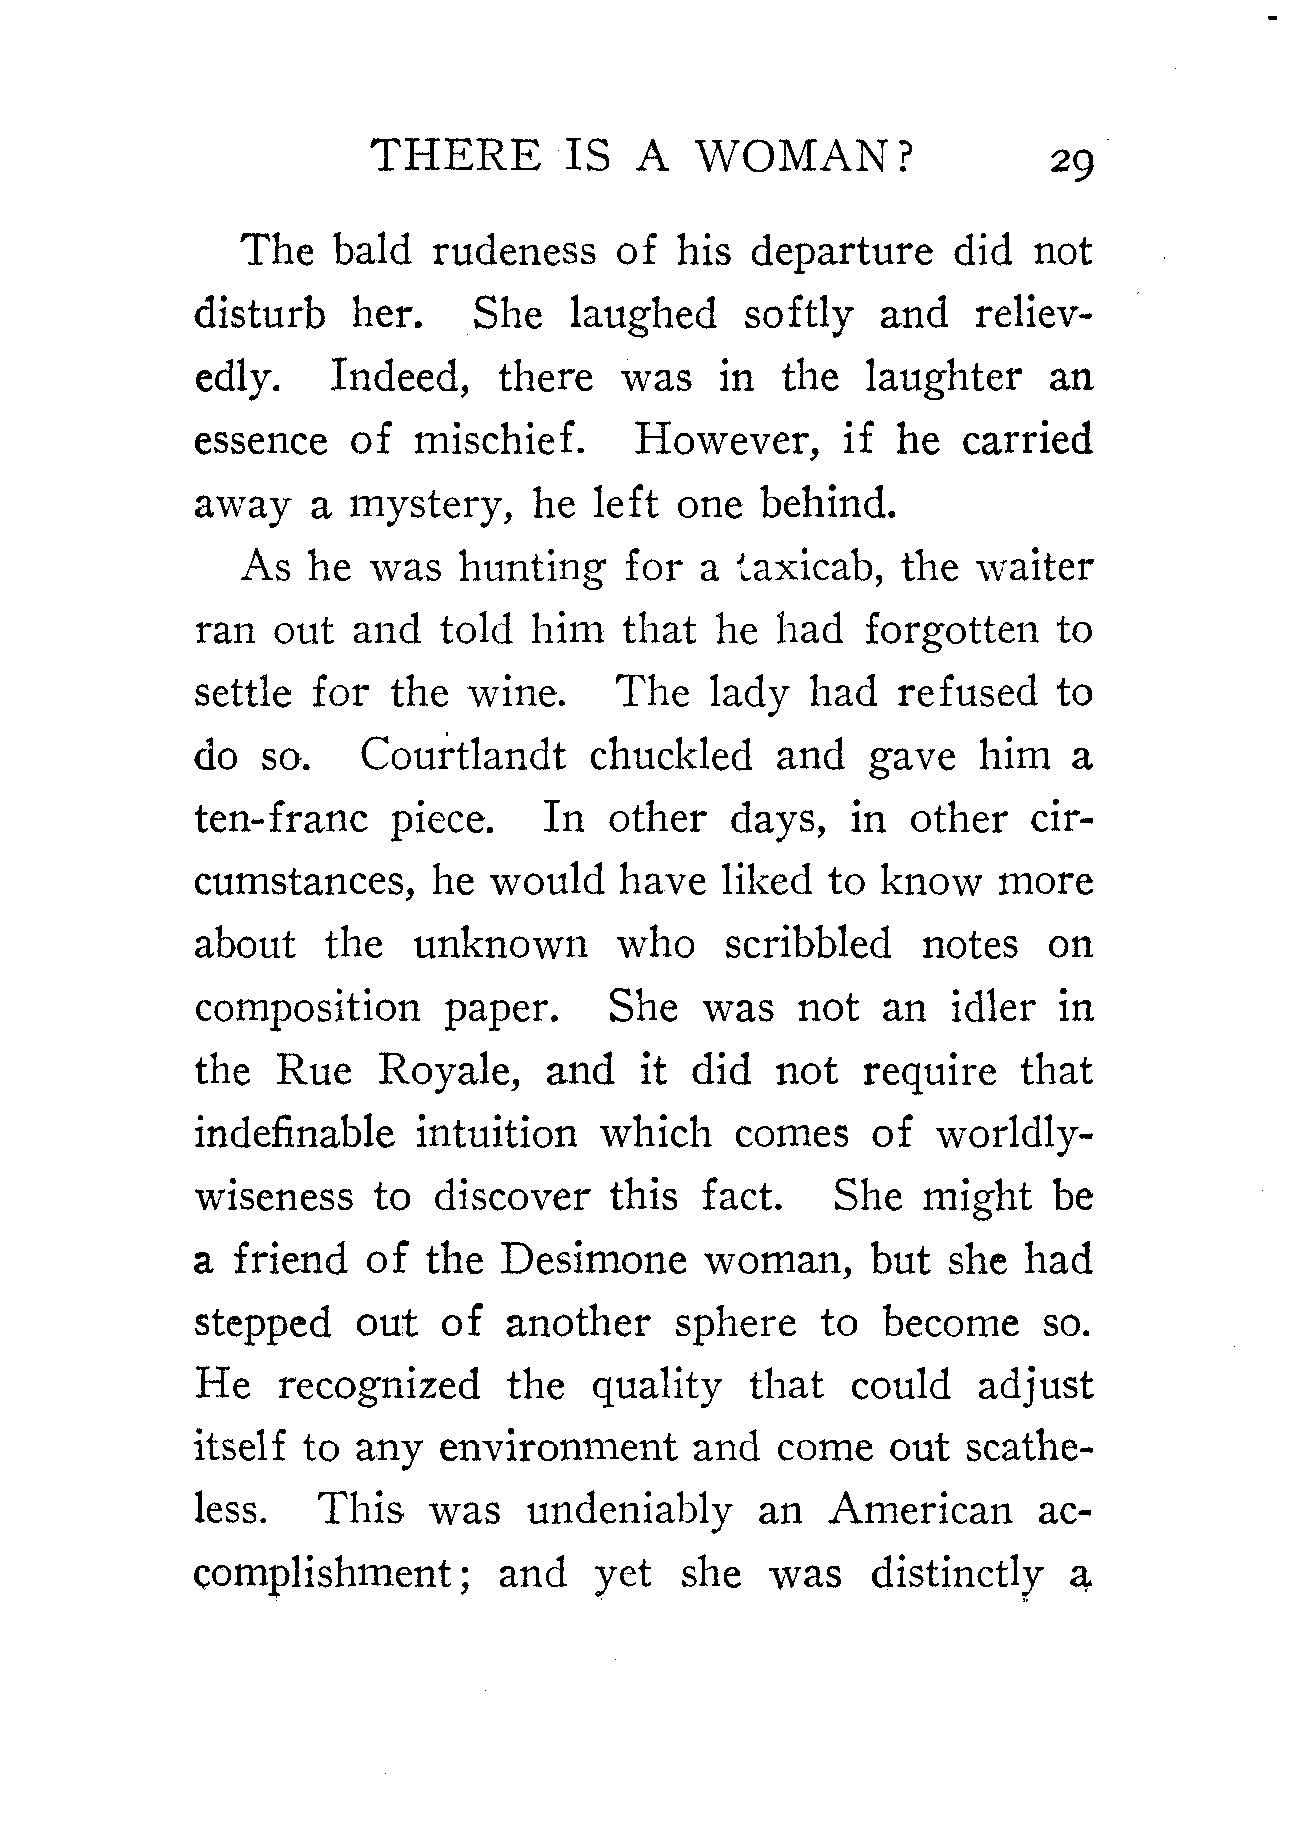 THERE IS A WOMAN? 29
The bald rudeness of his departure did not
disturb her. She laughed softly and reliev-
edly. Indeed, there was in the laughter an
essence of mischief. However, if he carried
away a mystery, he left one behind.
As he was hunting for a taxicab, the waiter
ran out and told him that he had forgotten to
settle for the wine. The lady had refused to
do so. Courtlandt chuckled and gave him a
ten-franc piece. In other days, in other cir-
cumstances, he would have liked to know more
about the unknown who scribbled notes on
composition paper. She was not an idler in
the Rue Royale, and it did not require that
indefinable intuition which comes of worldly-
wiseness to discover this fact. She might be
a friend of the Desimone woman, but she had
stepped out of another sphere to become so.
He recognized the quality that could adjust
itself to any environment and come out scathe-
less. This was undeniably an American ac-
complishment; and yet she was distinctly a